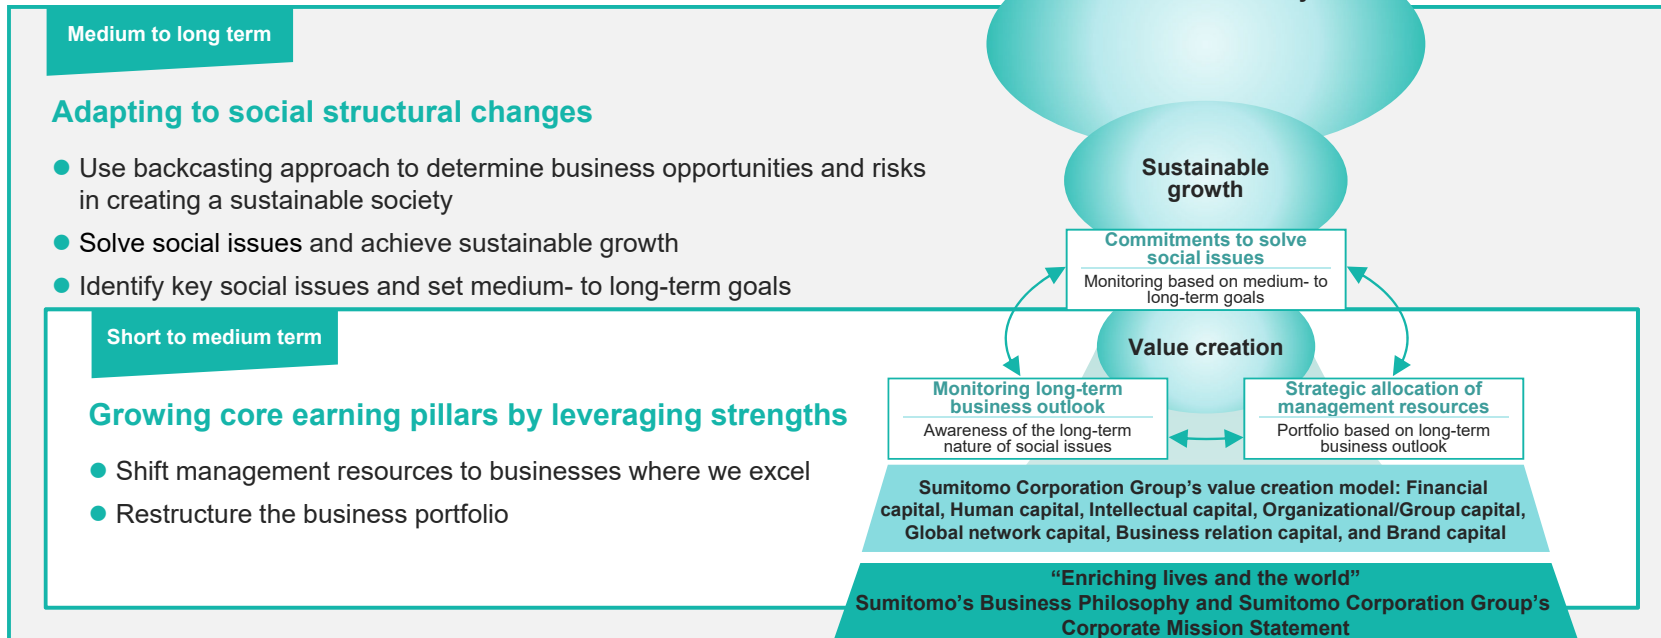 Medium to long term
Adapting to social structural changes
● Use backcasting approach to determine business opportunities and risks
in creating a sustainable society
● Solve social issues and achieve sustainable growth
● Identify key social issues and set medium- to long-term goals
Sustainable
growth
Commitments to solve
social issues
Monitoring based on medium- to
long-term goals
Short to medium term
Growing core earning pillars by leveraging strengths
● Shift management resources to businesses where we excel
● Restructure the business portfolio
Value creation
Monitoring long-term
business outlook
Awareness of the long-term
nature of social issues
Strategic allocation of
management resources
Portfolio based on long-term
business outlook
Sumitomo Corporation Group’s value creation model: Financial
capital, Human capital, Intellectual capital, Organizational/Group capital,
Global network capital, Business relation capital, and Brand capital
“Enriching lives and the world”
Sumitomo’s Business Philosophy and Sumitomo Corporation Group’s
Corporate Mission Statement